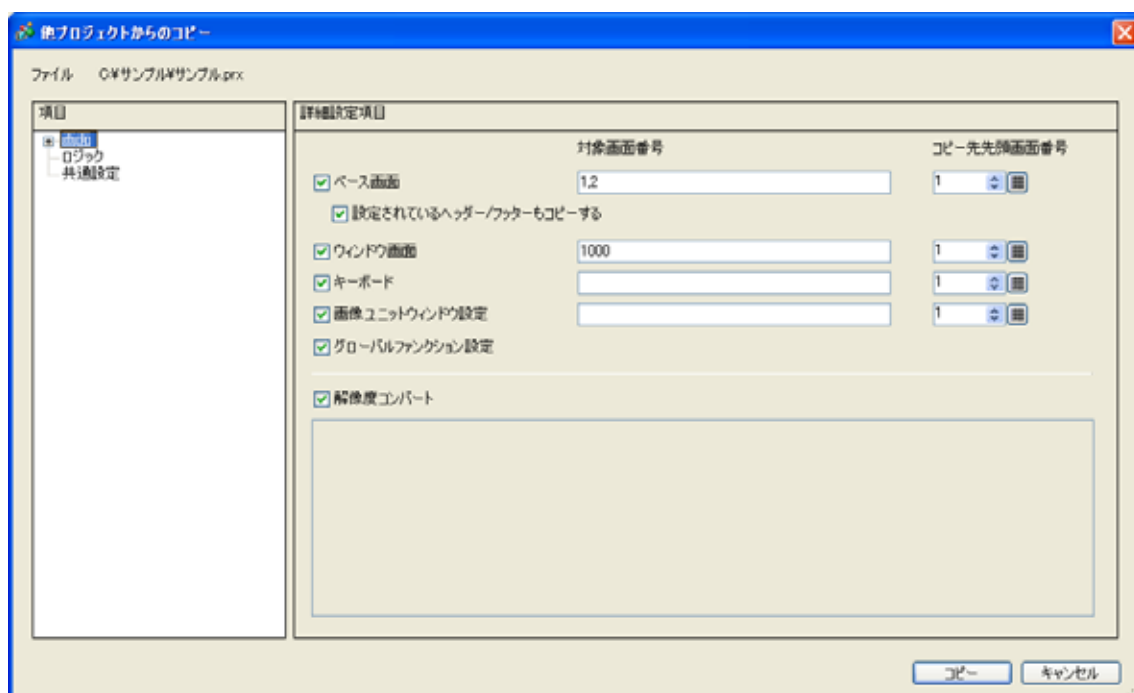 他プロジェクトからのコピー
ファイル C:¥サンプル¥サンプル.prx
項目
画面
ロジック
共通設定
詳細設定項目
対象画面番号 コピー先先頭画面番号
ベース画面 1,2 1
設定されているヘッダー/フッターもコピーする
ウィンドウ画面 1000 1
キーボード 1
画像ユニットウィンドウ設定 1
グローバルファンクション設定
解像度コンバート
コピー キャンセル